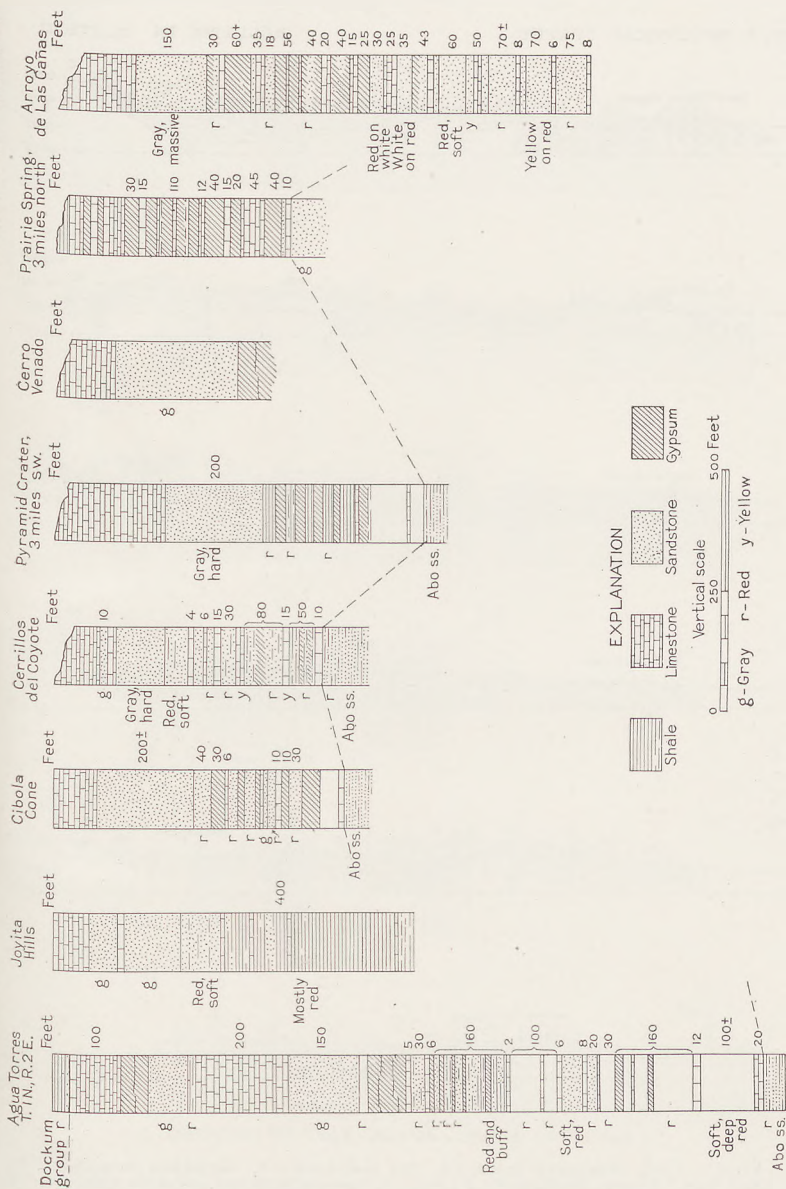 Agua Torres
T.1N., R.2E.
Feet
Dockum
group
r
g
100
g
r
200
150
g
r
5
30
6
r
r
r
r
160
Red and
buff
2
100
r
r
6
Soft,
red
8
20
r
30
r
160
r
12
Soft,
deep
red
100±
20
r
Abo ss.
Joyita
Hills
Feet
g
g
Red,
soft
400
Mostly
red
Cibola
Cone
Feet
200±
40
r
30
6
r
r
g
r
10
10
30
r
Abo ss.
Cerrillos
del Coyote
Feet
10
g
Gray,
hard
Red,
soft
4
6
r
15
30
r
y
80
r
15
y
50
r
10
r
Abo ss.
Pyramid Crater,
3 miles
sw.
Feet
200
Gray,
hard
r
r
r
Abo ss.
Cerro
Venado
Feet
g
Prairie Spring,
3 miles north
Feet
30
15
110
12
40
15
20
45
40
10
g
Arroyo
de Las Cañas
Feet
150
Gray,
massive
30
r
60+
35
18
r
56
40
r
20
40
15
25
30
Red on
white
25
White
on red
35
43
60
Red,
soft
50
y
70±
r
8
70
Yellow
on red
6
75
r
8
EXPLANATION
Shale
Limestone
Sandstone
Gypsum
Vertical scale
0
250
500 Feet
g-Gray r-Red y-Yellow